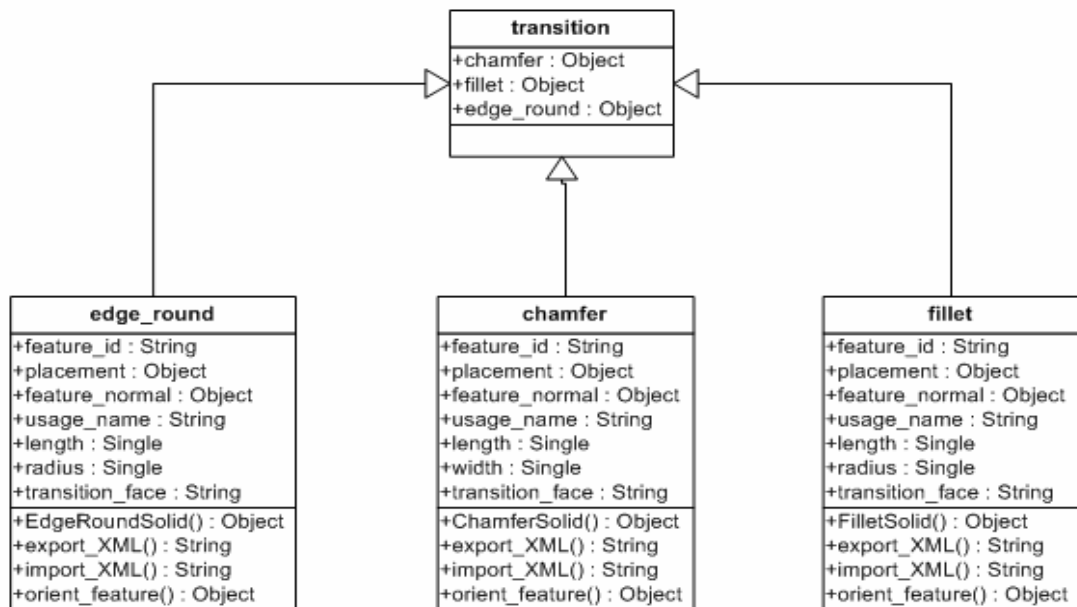 transition
+chamfer : Object
+fillet : Object
+edge_round : Object
edge_round
+feature_id : String
+placement : Object
+feature_normal : Object
+usage_name : String
+length : Single
+radius : Single
+transition_face : String
+EdgeRoundSolid() : Object
+export_XML() : String
+import_XML() : String
+orient_feature() : Object
chamfer
+feature_id : String
+placement : Object
+feature_normal : Object
+usage_name : String
+length : Single
+width : Single
+transition_face : String
+ChamferSolid() : Object
+export_XML() : String
+import_XML() : String
+orient_feature() : Object
fillet
+feature_id : String
+placement : Object
+feature_normal : Object
+usage_name : String
+length : Single
+radius : Single
+transition_face : String
+FilletSolid() : Object
+export_XML() : String
+import_XML() : String
+orient_feature() : Object